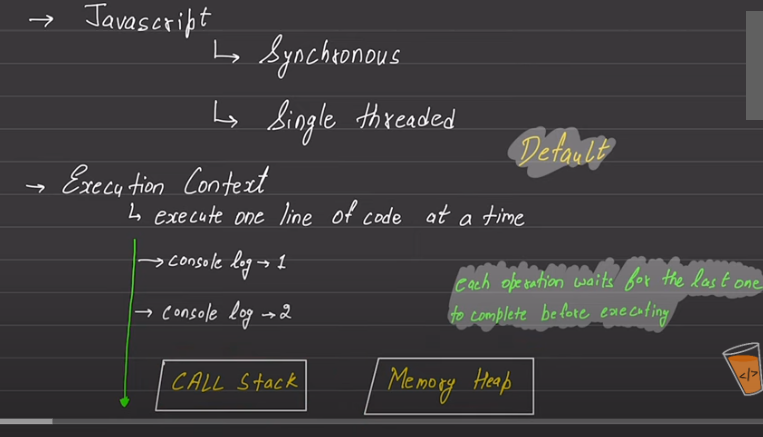 → Javascript
↳ Synchronous
↳ Single threaded
Default
→ Execution Context
↳ execute one line of code at a time
→ console log → 1
each operation waits for the last one
→ console log → 2
to complete before executing
CALL Stack
Memory Heap
</>